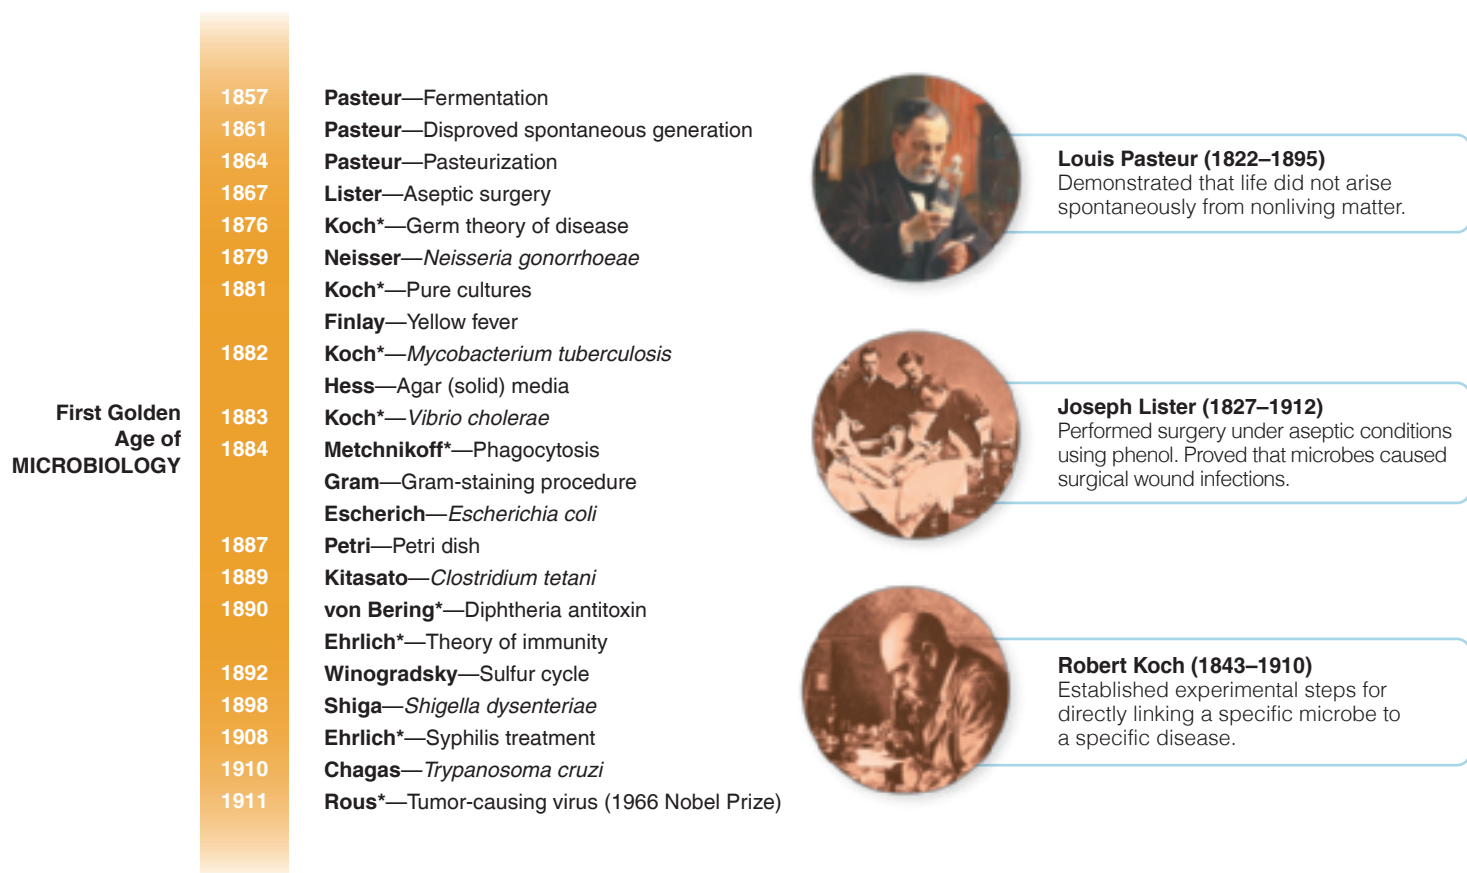 First Golden
Age of
MICROBIOLOGY
1857 Pasteur—Fermentation
1861 Pasteur—Disproved spontaneous generation
1864 Pasteur—Pasteurization
1867 Lister—Aseptic surgery
1876 Koch*—Germ theory of disease
1879 Neisser—Neisseria gonorrhoeae
1881 Koch*—Pure cultures
Finlay—Yellow fever
1882 Koch*—Mycobacterium tuberculosis
Hess—Agar (solid) media
1883 Koch*—Vibrio cholerae
1884 Metchnikoff*—Phagocytosis
Gram—Gram-staining procedure
Escherich—Escherichia coli
1887 Petri—Petri dish
1889 Kitasato—Clostridium tetani
1890 von Bering*—Diphtheria antitoxin
Ehrlich*—Theory of immunity
1892 Winogradsky—Sulfur cycle
1898 Shiga—Shigella dysenteriae
1908 Ehrlich*—Syphilis treatment
1910 Chagas—Trypanosoma cruzi
1911 Rous*—Tumor-causing virus (1966 Nobel Prize)
Louis Pasteur (1822–1895)
Demonstrated that life did not arise
spontaneously from nonliving matter.
Joseph Lister (1827–1912)
Performed surgery under aseptic conditions
using phenol. Proved that microbes caused
surgical wound infections.
Robert Koch (1843–1910)
Established experimental steps for
directly linking a specific microbe to
a specific disease.